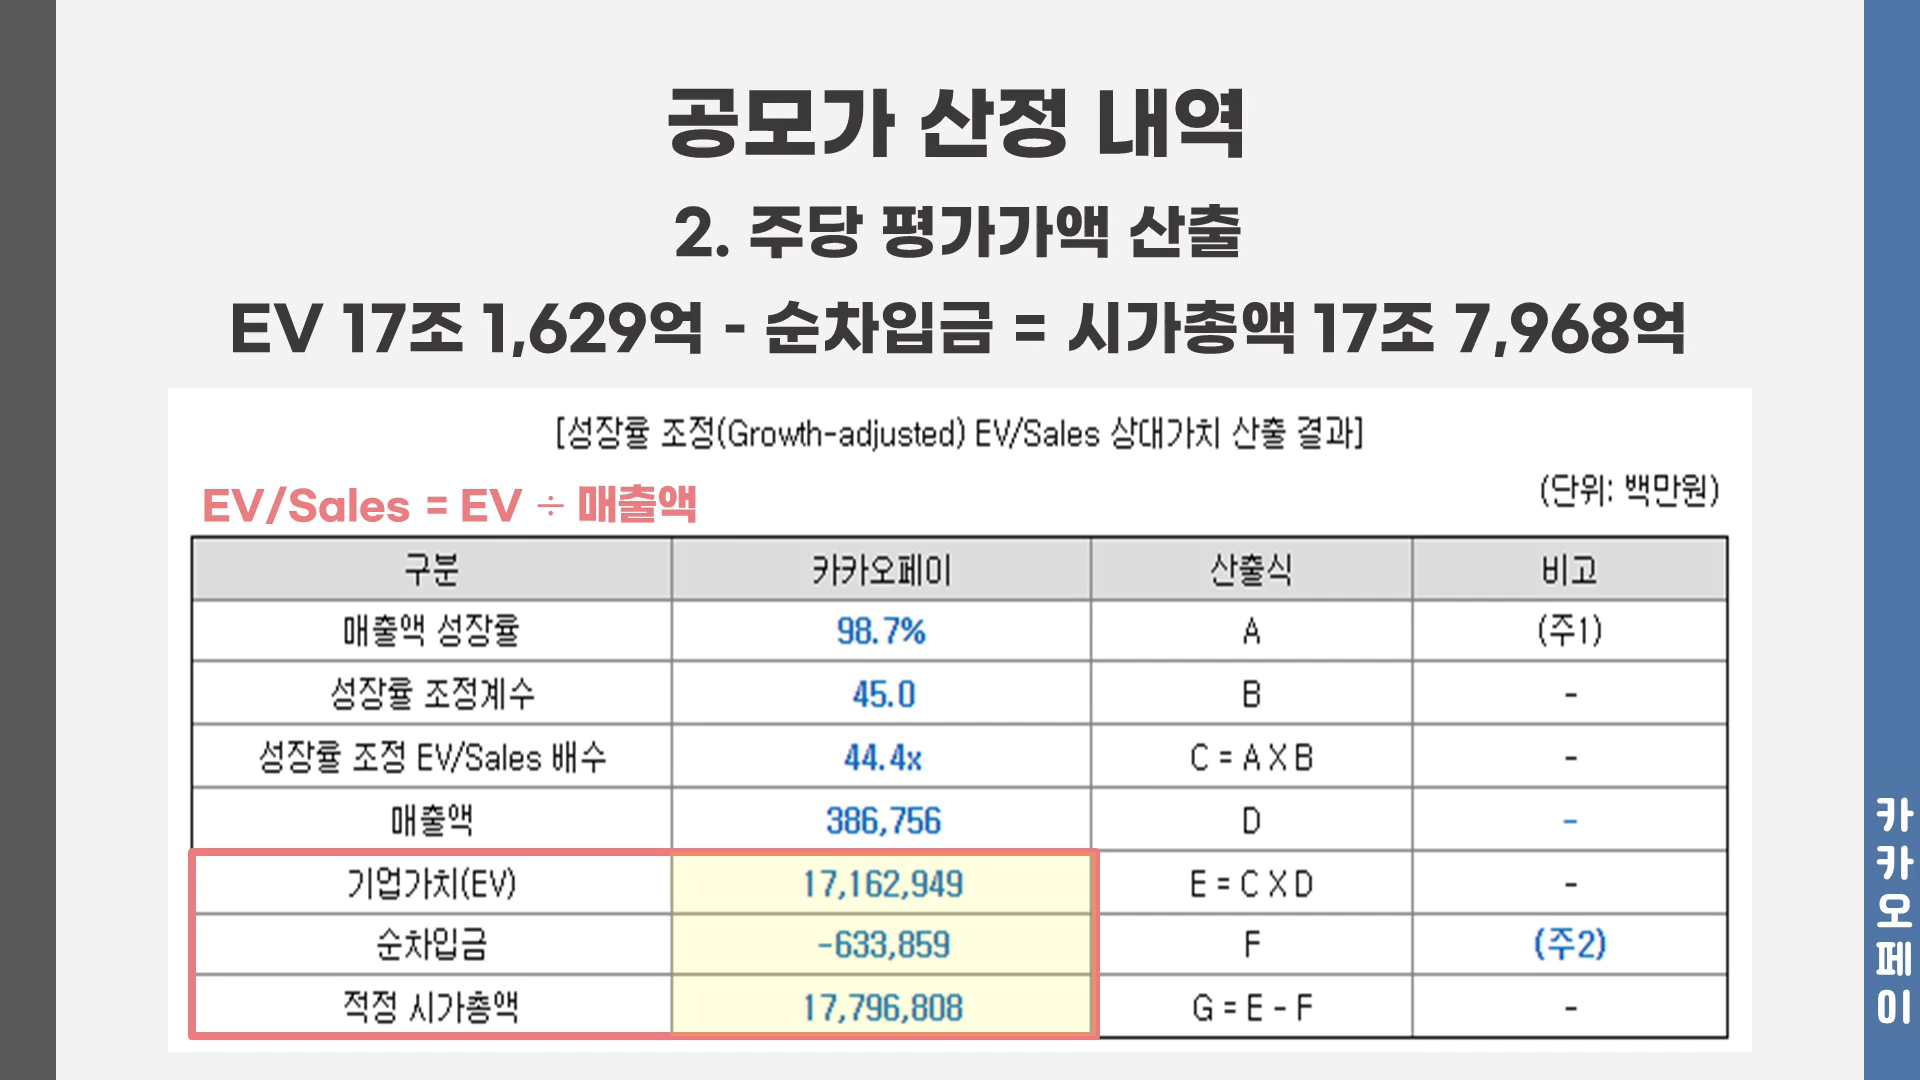 공모가 산정 내역
2. 주당 평가가액 산출
EV 17조 1,629억 - 순차입금 = 시가총액 17조 7,968억
[성장률 조정(Growth-adjusted) EV/Sales 상대가치 산출 결과]
(단위: 백만원)
EV/Sales = EV ÷ 매출액
구분 카카오페이 산출식 비고
매출액 성장률 98.7% A (주1)
성장률 조정계수 45.0 B -
성장률 조정 EV/Sales 배수 44.4x C = A X B -
매출액 386,756 D -
기업가치(EV) 17,162,949 E = C X D -
순차입금 -633,859 F (주2)
적정 시가총액 17,796,808 G = E - F -
카카오페이